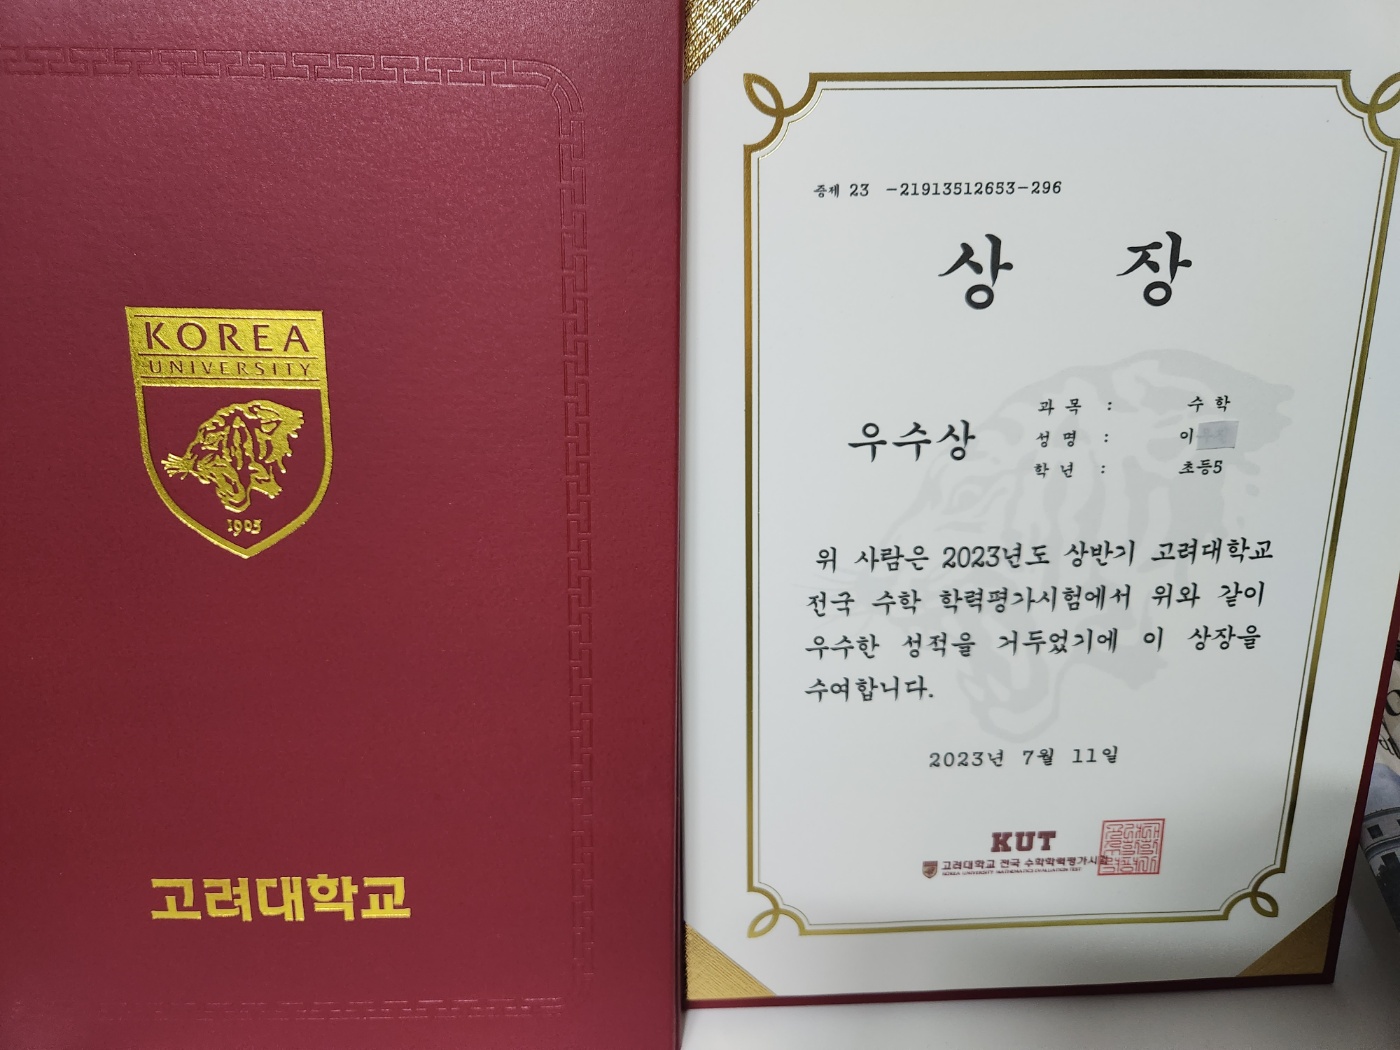 KOREA
UNIVERSITY
1905
고려대학교
증제 23 -21913512653-296
상 장
우수상
과 목 : 수 학
성 명 : 이
학 년 : 초등5
위 사람은 2023년도 상반기 고려대학교
전국 수학 학력평가시험에서 위와 같이
우수한 성적을 거두었기에 이 상장을
수여합니다.
2023년 7월 11일
KUT
고려대학교 전국 수학학력평가시험
KOREA UNIVERSITY MATHEMATICS EVALUATION TEST